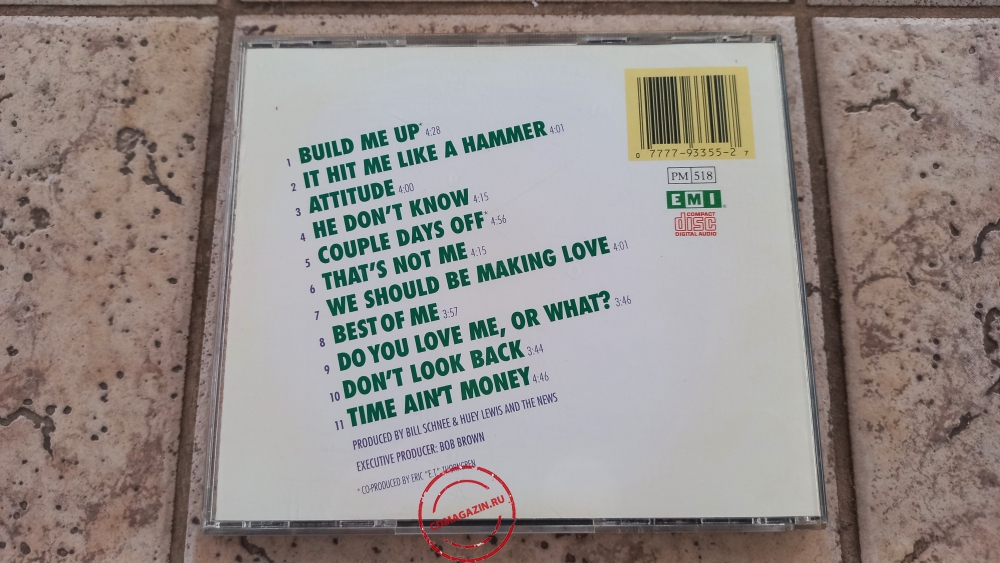 1 BUILD ME UP* 4:28
2 IT HIT ME LIKE A HAMMER 4:01
3 ATTITUDE 4:00
4 HE DON'T KNOW 4:15
5 COUPLE DAYS OFF* 4:56
6 THAT'S NOT ME 4:15
7 WE SHOULD BE MAKING LOVE 4:01
8 BEST OF ME 3:57
9 DO YOU LOVE ME, OR WHAT? 3:46
10 DON'T LOOK BACK 3:44
11 TIME AIN'T MONEY 4:46
PRODUCED BY BILL SCHNEE & HUEY LEWIS AND THE NEWS
EXECUTIVE PRODUCER: BOB BROWN
* CO-PRODUCED BY ERIC "E.T."
0 7777-93355-2 7
PM 518
EMI
COMPACT
disc
DIGITAL AUDIO
CDMAGAZIN.RU